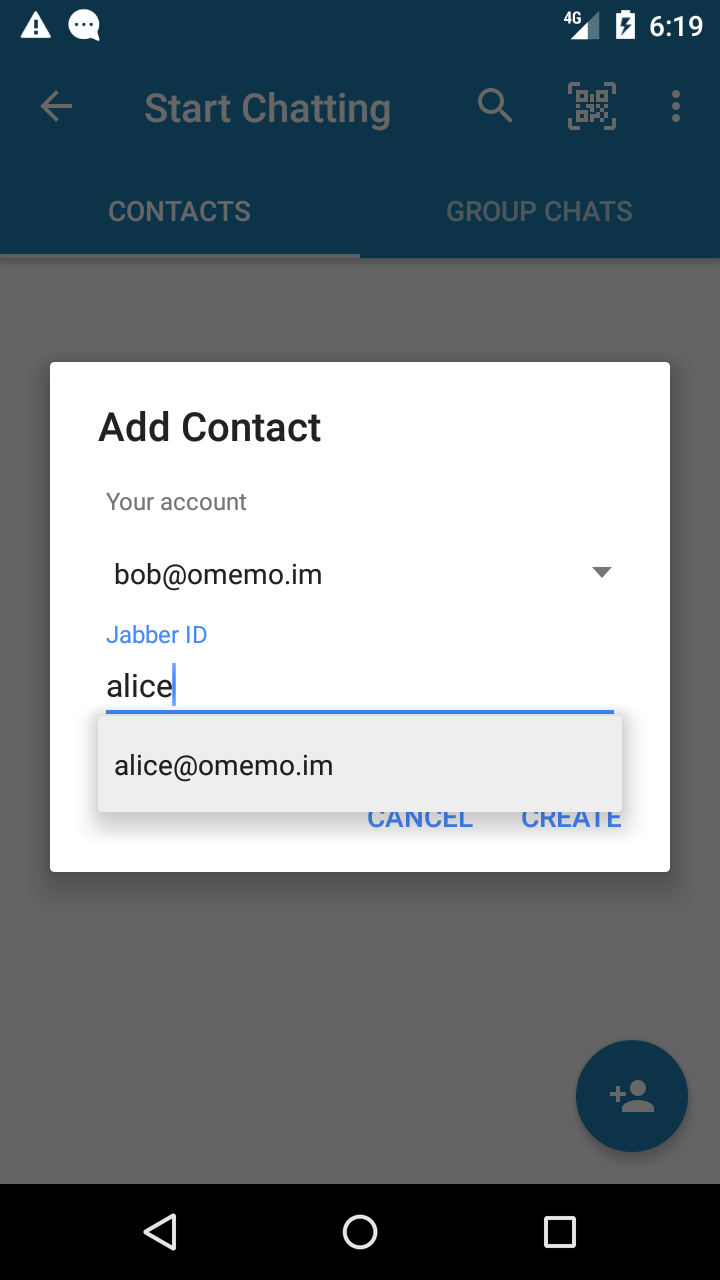 4G 6:19
Start Chatting
CONTACTS GROUP CHATS
Add Contact
Your account
bob@omemo.im
Jabber ID
alice
alice@omemo.im
CANCEL CREATE